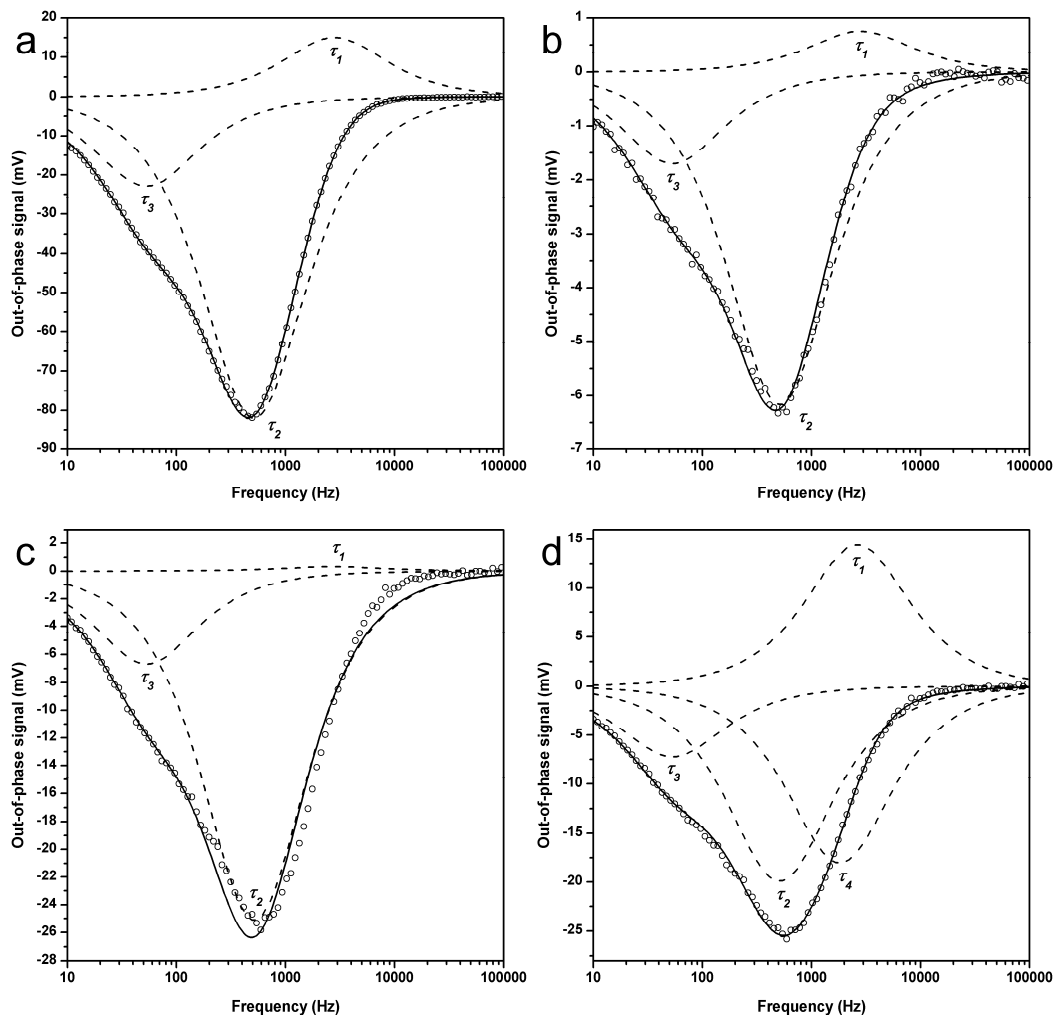 a
20
10
0
-10
-20
-30
-40
-50
-60
-70
-80
-90
10 100 1000 10000 100000
Out-of-phase signal (mV)
Frequency (Hz)
τ1
τ3
τ2
b
1
0
-1
-2
-3
-4
-5
-6
-7
10 100 1000 10000 100000
Out-of-phase signal (mV)
Frequency (Hz)
τ1
τ3
τ2
c
2
0
-2
-4
-6
-8
-10
-12
-14
-16
-18
-20
-22
-24
-26
-28
10 100 1000 10000 100000
Out-of-phase signal (mV)
Frequency (Hz)
τ1
τ3
τ2
d
15
10
5
0
-5
-10
-15
-20
-25
10 100 1000 10000 100000
Out-of-phase signal (mV)
Frequency (Hz)
τ1
τ3
τ2
τ4